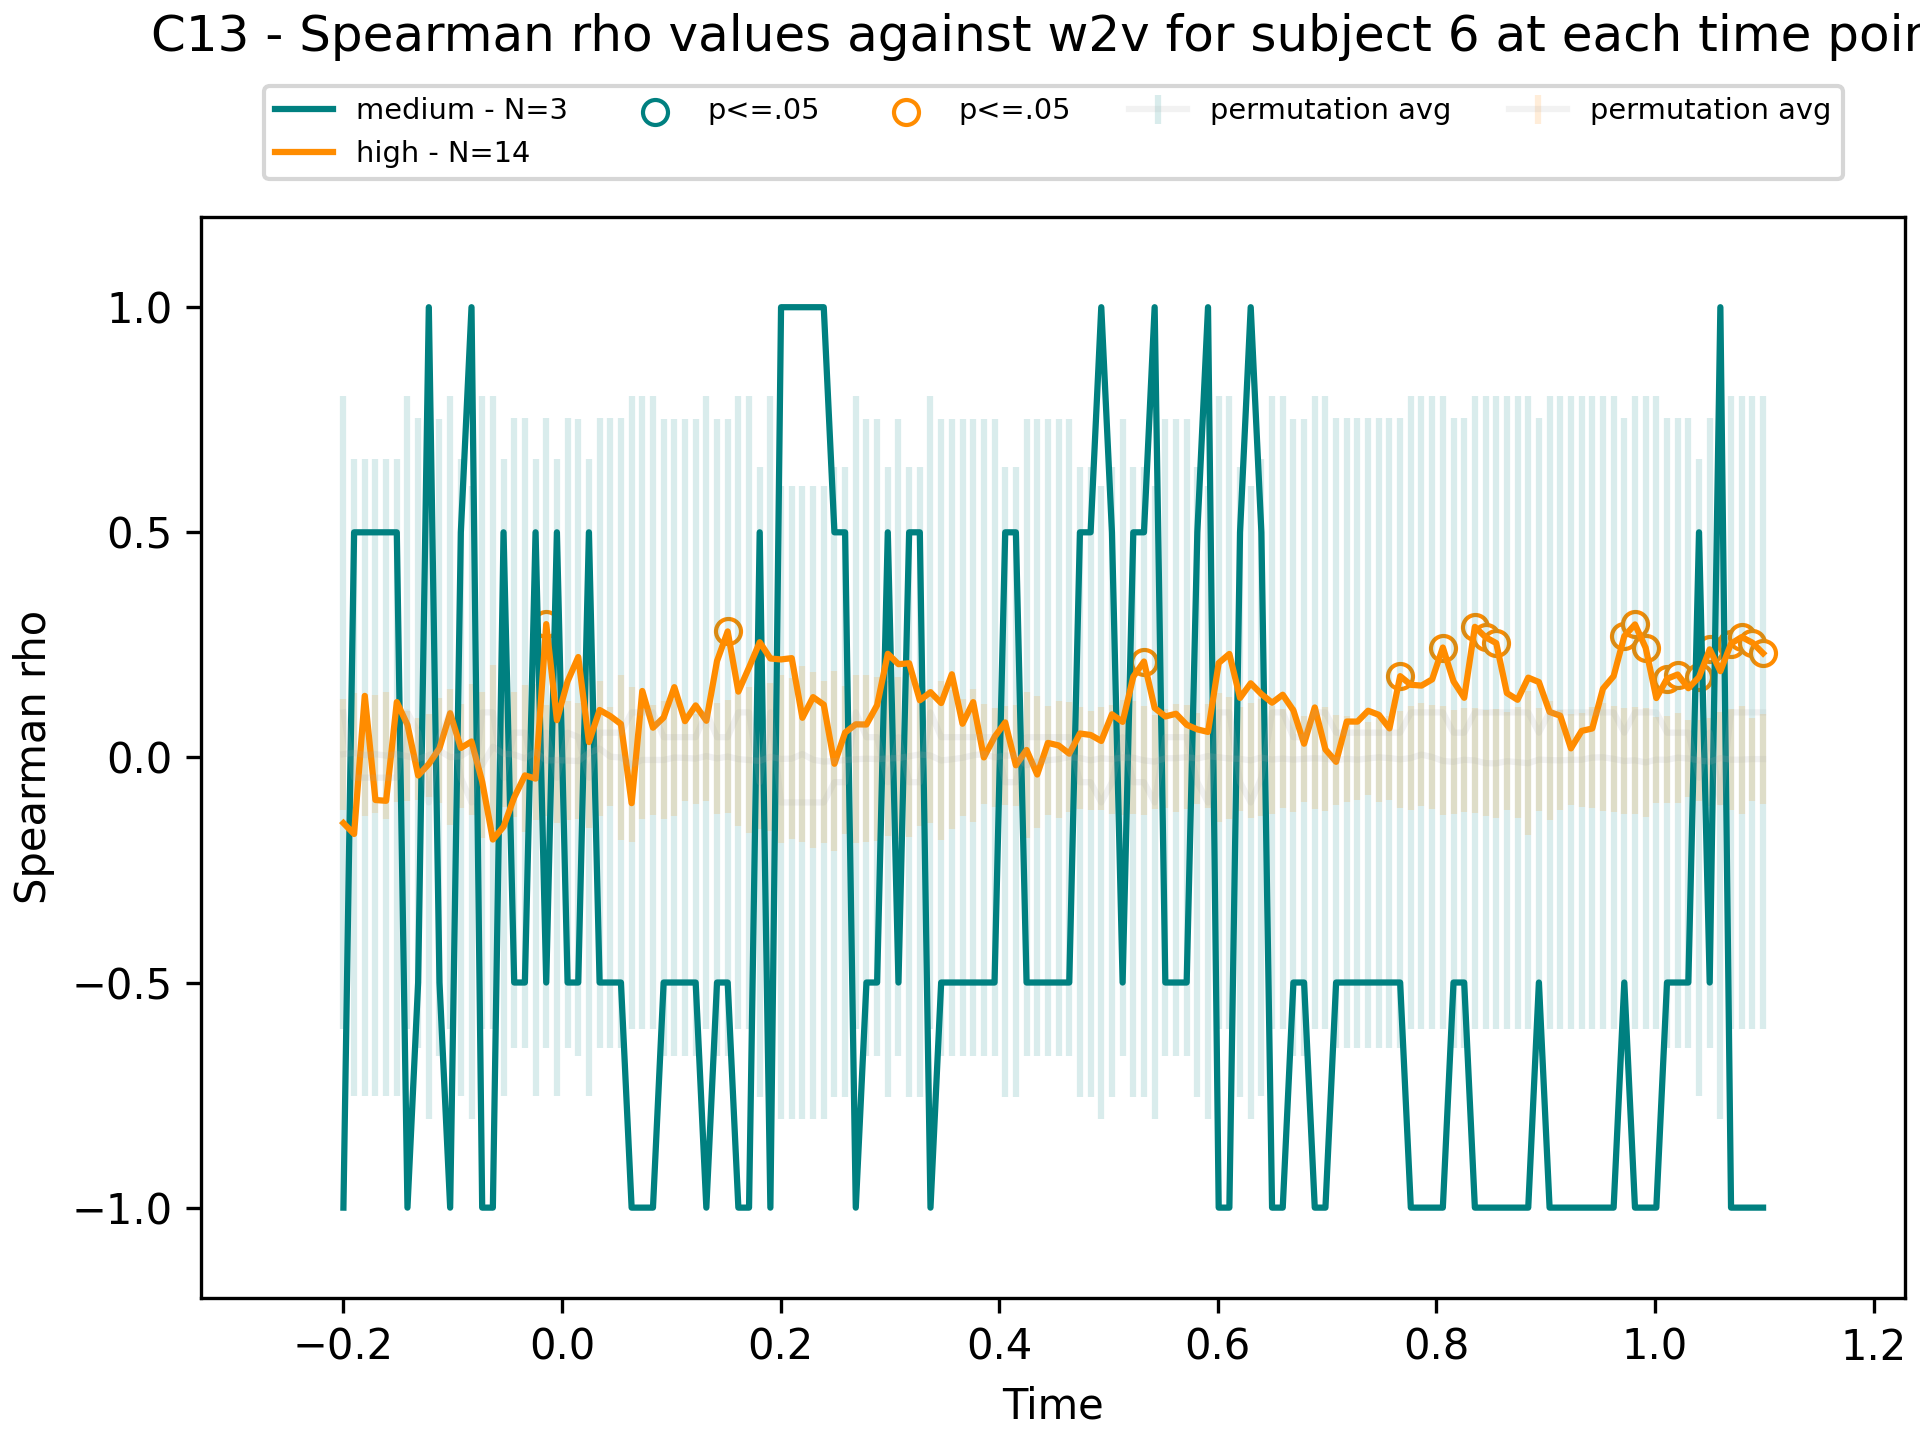 C13 - Spearman rho values against w2v for subject 6 at each time poin
medium - N=3
high - N=14
p<=.05
p<=.05
permutation avg
permutation avg
Spearman rho
1.0
0.5
0.0
−0.5
−1.0
−0.2
0.0
0.2
0.4
0.6
0.8
1.0
1.2
Time